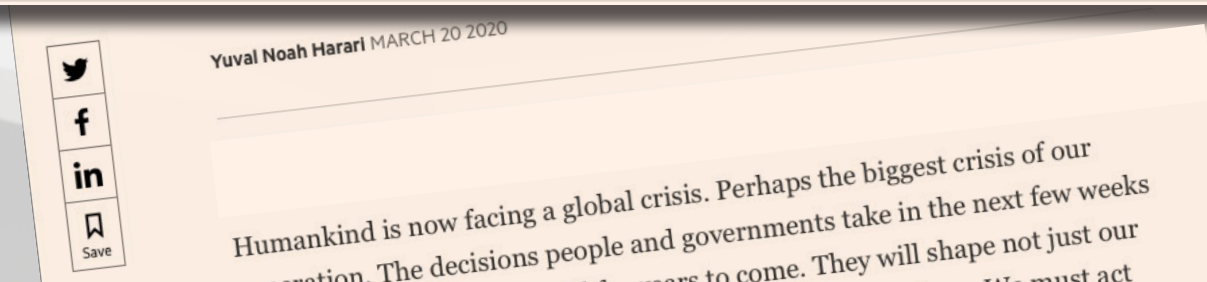 Yuval Noah Harari MARCH 20 2020
Save
Humankind is now facing a global crisis. Perhaps the biggest crisis of our
The decisions people and governments take in the next few weeks
to come. They will shape not just our
must act